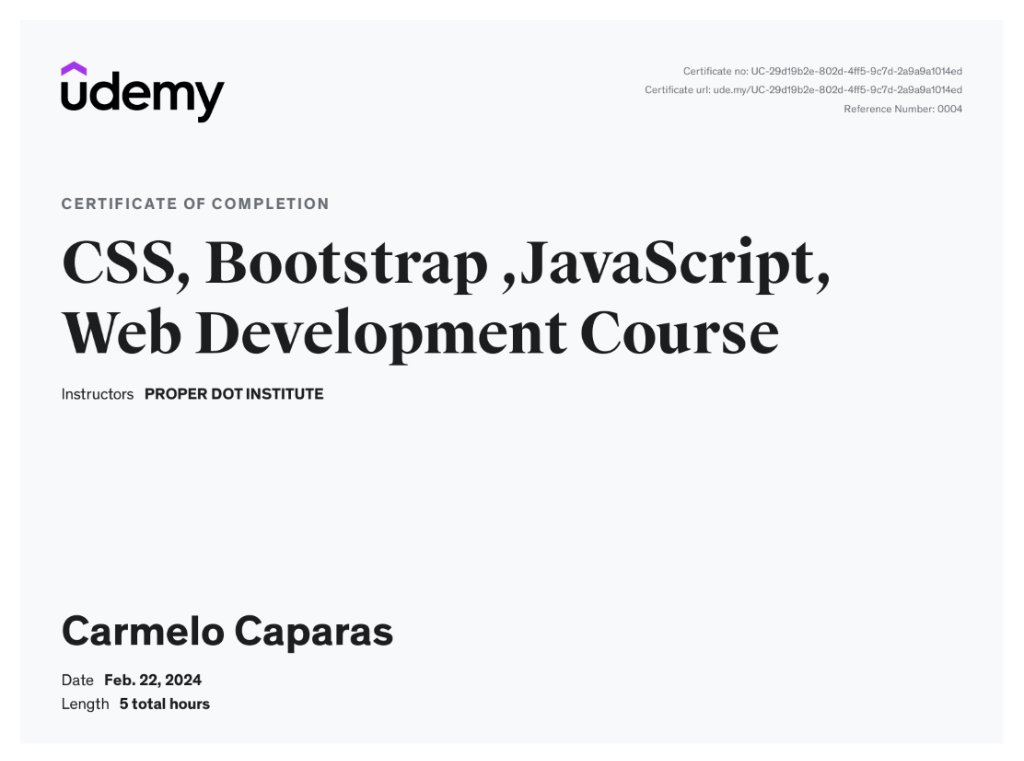 udemy
Certificate no: UC-29d19b2e-802d-4ff5-9c7d-2a9a9a1014ed
Certificate url: ude.my/UC-29d19b2e-802d-4ff5-9c7d-2a9a9a1014ed
Reference Number: 0004
CERTIFICATE OF COMPLETION
CSS, Bootstrap ,JavaScript,
Web Development Course
Instructors PROPER DOT INSTITUTE
Carmelo Caparas
Date Feb. 22, 2024
Length 5 total hours